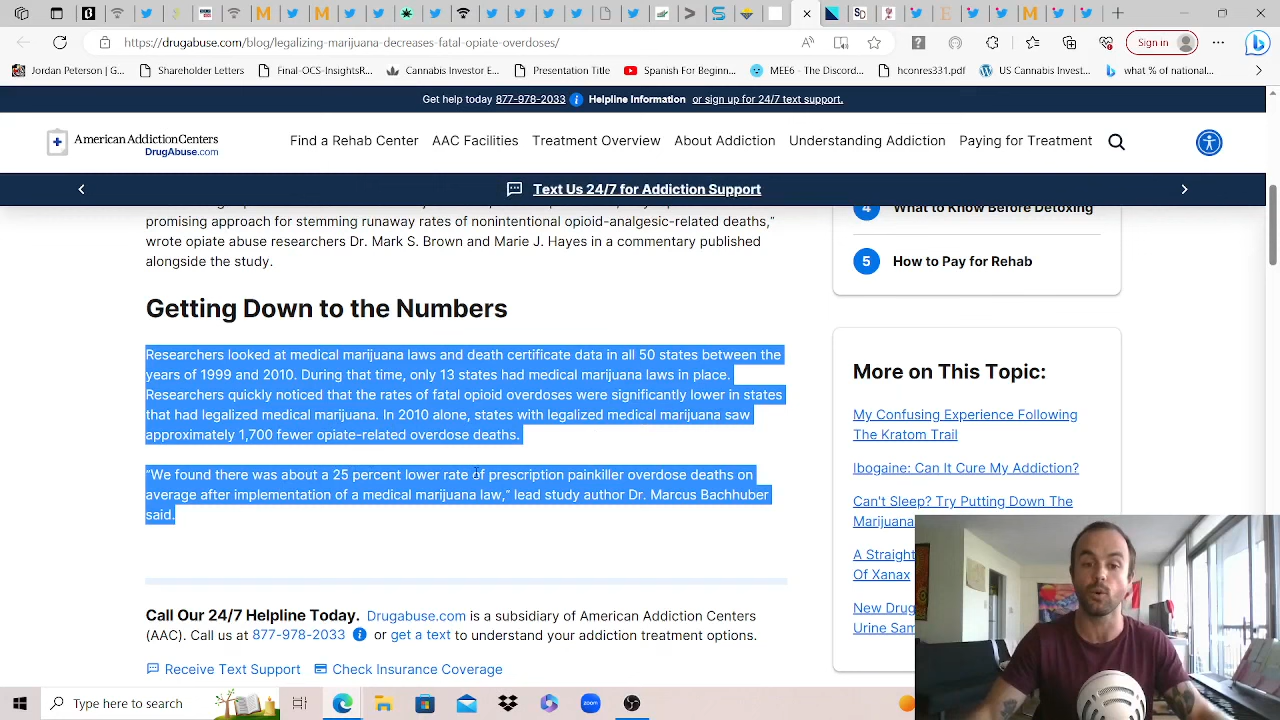 https://drugabuse.com/blog/legalizing-marijuana-decreases-fatal-opiate-overdoses/
Sign in
Jordan Peterson | G...
Shareholder Letters
Final-OCS-InsightsR...
Cannabis Investor E...
Presentation Title
Spanish For Beginn...
MEE6 - The Discord...
hconres331.pdf
US Cannabis Invest...
what % of national...
Get help today 877-978-2033 Helpline Information or sign up for 24/7 text support.
American Addiction Centers
DrugAbuse.com
Find a Rehab Center
AAC Facilities
Treatment Overview
About Addiction
Understanding Addiction
Paying for Treatment
Text Us 24/7 for Addiction Support
promising approach for stemming runaway rates of nonintentional opioid-analgesic-related deaths,”
wrote opiate abuse researchers Dr. Mark S. Brown and Marie J. Hayes in a commentary published
alongside the study.
Getting Down to the Numbers
Researchers looked at medical marijuana laws and death certificate data in all 50 states between the
years of 1999 and 2010. During that time, only 13 states had medical marijuana laws in place.
Researchers quickly noticed that the rates of fatal opioid overdoses were significantly lower in states
that had legalized medical marijuana. In 2010 alone, states with legalized medical marijuana saw
approximately 1,700 fewer opiate-related overdose deaths.
“We found there was about a 25 percent lower rate of prescription painkiller overdose deaths on
average after implementation of a medical marijuana law,” lead study author Dr. Marcus Bachhuber
said.
Call Our 24/7 Helpline Today. Drugabuse.com is a subsidiary of American Addiction Centers
(AAC). Call us at 877-978-2033 or get a text to understand your addiction treatment options.
Receive Text Support
Check Insurance Coverage
4 What to Know Before Detoxing
5 How to Pay for Rehab
More on This Topic:
My Confusing Experience Following
The Kratom Trail
Ibogaine: Can It Cure My Addiction?
Can't Sleep? Try Putting Down The
Marijuana
A Straight
Of Xanax
New Drug
Urine Sam
Type here to search
zoom